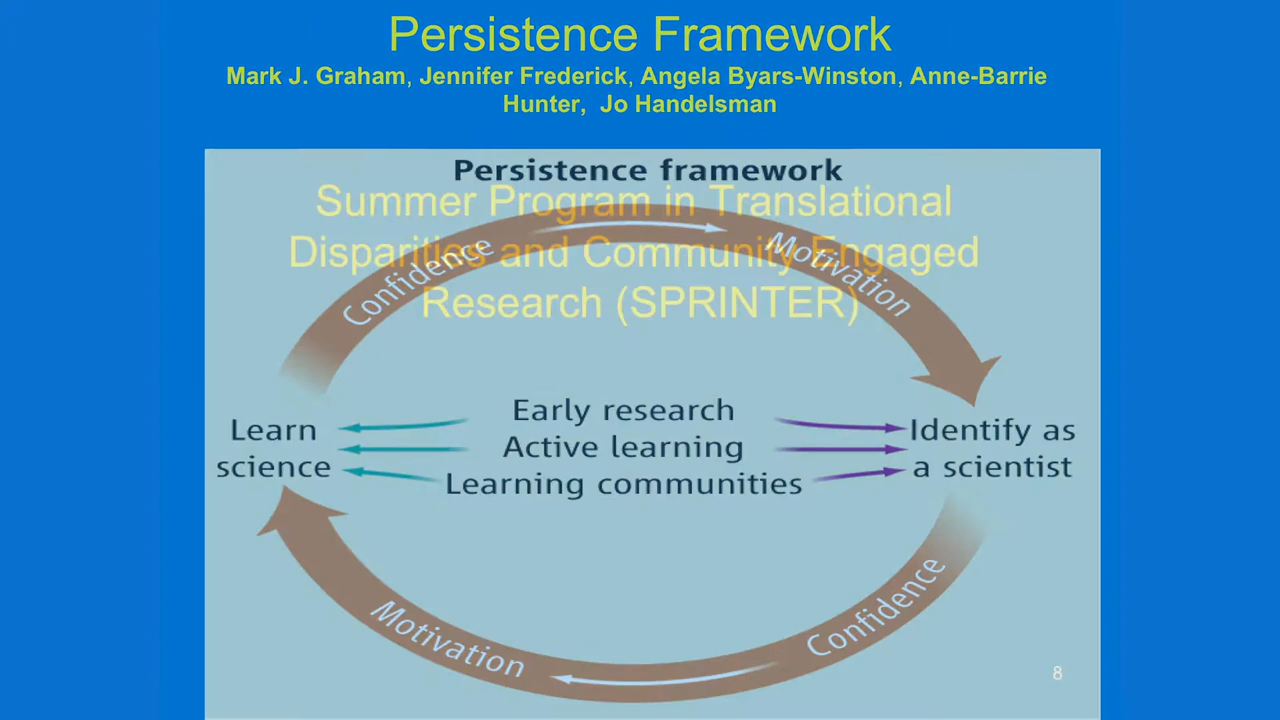 Persistence Framework
Mark J. Graham, Jennifer Frederick, Angela Byars-Winston, Anne-Barrie
Hunter, Jo Handelsman
Persistence framework
Summer Program in Translational
Disparities and Community Engaged
Research (SPRINTER)
Confidence
Motivation
Early research
Active learning
Learning communities
Learn
science
Identify as
a scientist
Motivation
Confidence
8